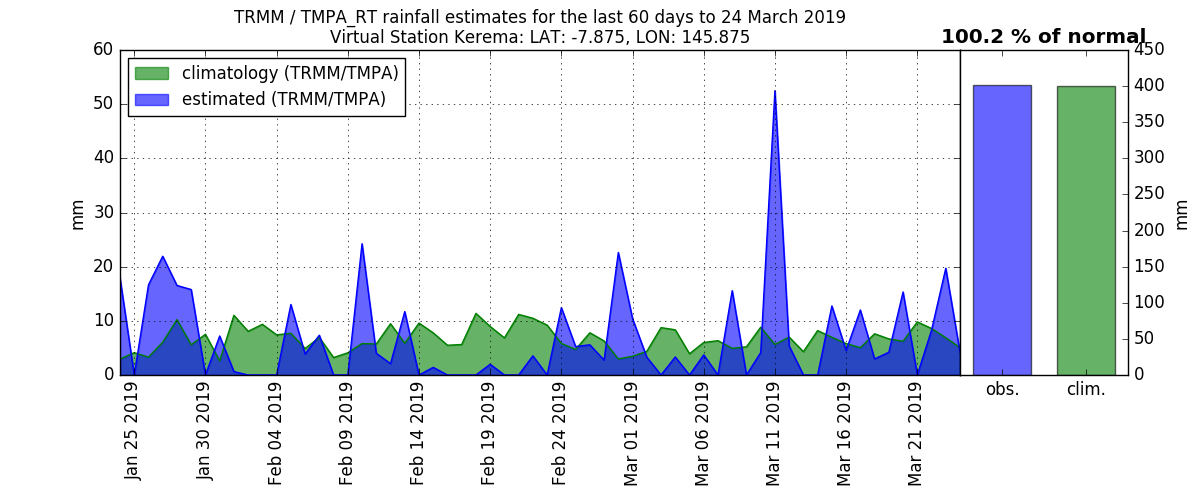 TRMM / TMPA_RT rainfall estimates for the last 60 days to 24 March 2019
Virtual Station Kerema: LAT: -7.875, LON: 145.875
100.2 % of normal
climatology (TRMM/TMPA)
estimated (TRMM/TMPA)
60
50
40
30
20
10
0
mm
Jan 25 2019
Jan 30 2019
Feb 04 2019
Feb 09 2019
Feb 14 2019
Feb 19 2019
Feb 24 2019
Mar 01 2019
Mar 06 2019
Mar 11 2019
Mar 16 2019
Mar 21 2019
obs.
clim.
450
400
350
300
250
200
150
100
50
0
mm